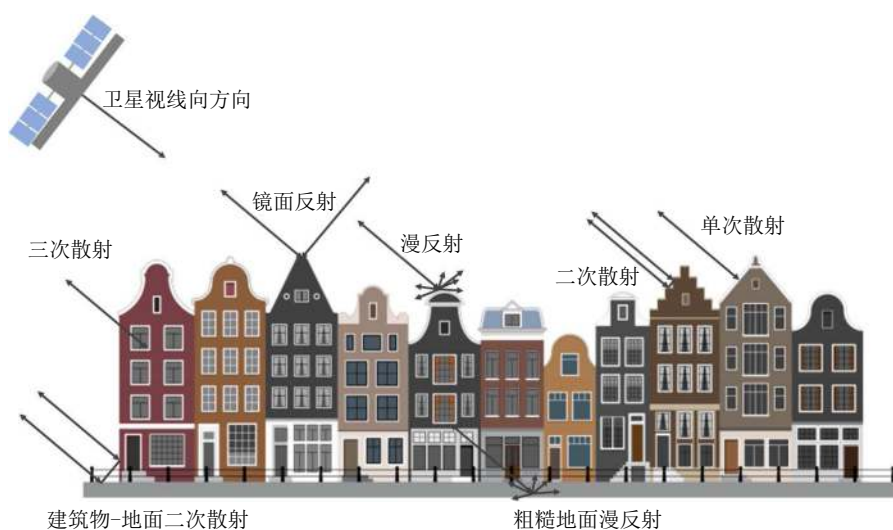 卫星视线向方向
镜面反射
单次散射
漫反射
三次散射
二次散射
建筑物-地面二次散射
粗糙地面漫反射